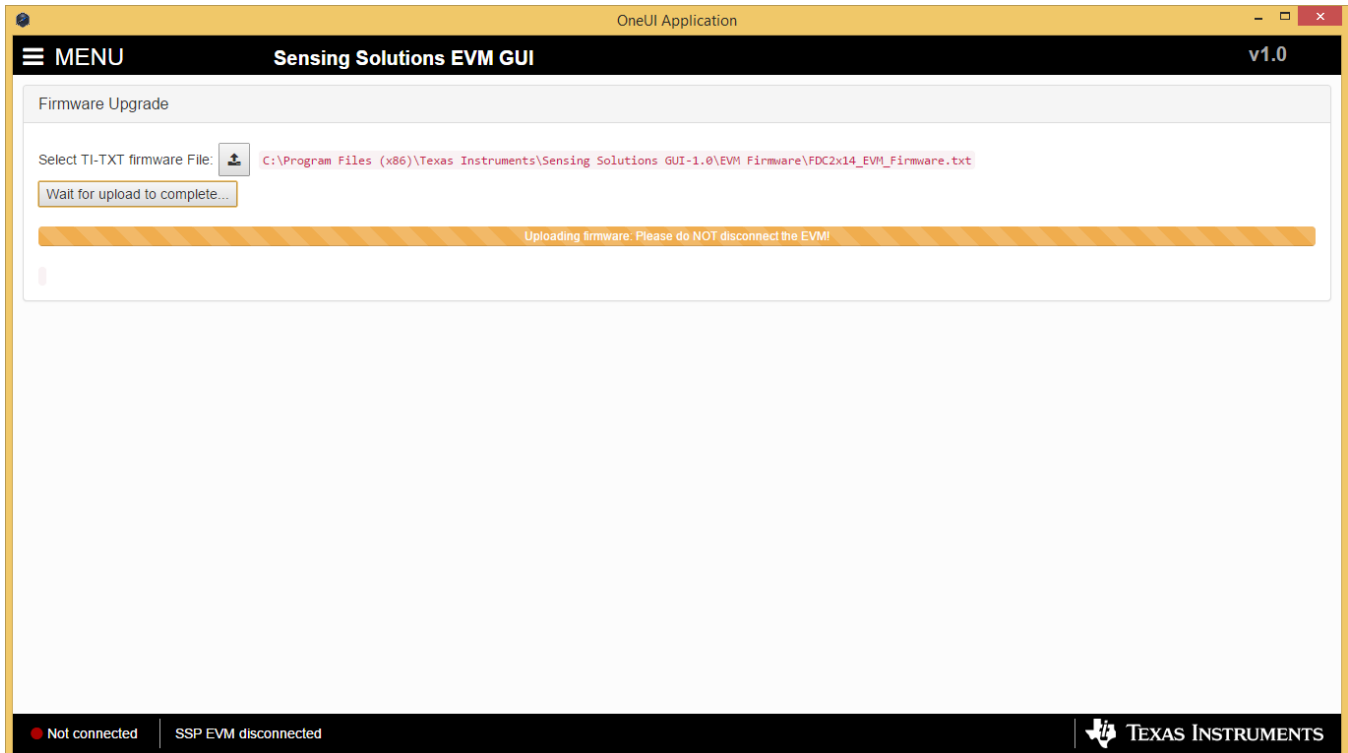 OneUI Application
MENU
Sensing Solutions EVM GUI
v1.0
Firmware Upgrade
Select TI-TXT firmware File:
C:\Program Files (x86)\Texas Instruments\Sensing Solutions GUI-1.0\EVM Firmware\FDC2x14_EVM_Firmware.txt
Wait for upload to complete...
Uploading firmware: Please do NOT disconnect the EVM!
Not connected
SSP EVM disconnected
TEXAS INSTRUMENTS